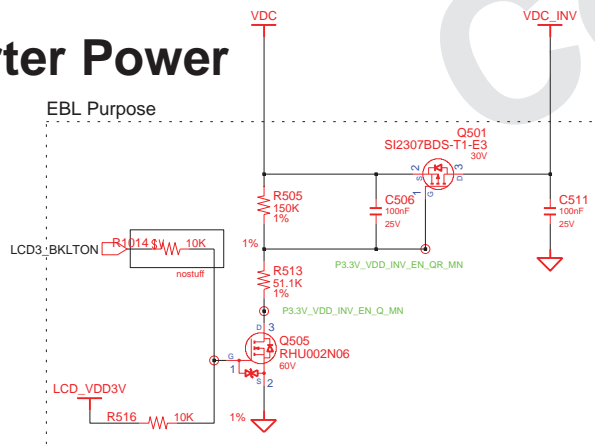 VDC
VDC_INV
rter Power
EBL Purpose
Q501
SI2307BDS-T1-E3
30V
2
3
S
D
1
G
R505
150K
1%
C506
100nF
25V
C511
100nF
25V
LCD3_BKLTON
R1014
10K
1%
nostuff
P3.3V_VDD_INV_EN_QR_MN
R513
51.1K
1%
P3.3V_VDD_INV_EN_Q_MN
D
3
Q505
RHU002N06
60V
G
1
S
2
LCD_VDD3V
R516
10K
1%